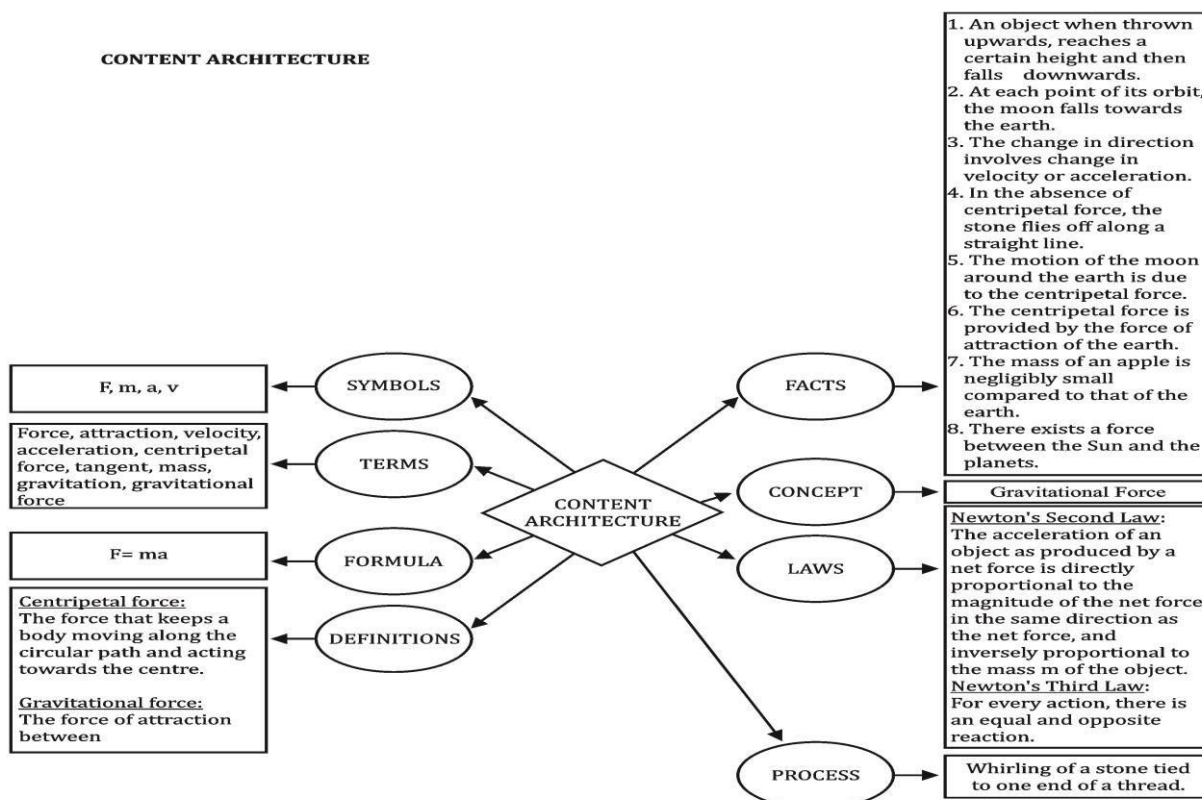 CONTENT ARCHITECTURE
F, m, a, v
SYMBOLS
Force, attraction, velocity,
acceleration, centripetal
force, tangent, mass,
gravitation, gravitational
force
TERMS
F= ma
FORMULA
Centripetal force:
The force that keeps a
body moving along the
circular path and acting
towards the centre.
Gravitational force:
The force of attraction
between
DEFINITIONS
CONTENT
ARCHITECTURE
FACTS
1. An object when thrown
upwards, reaches a
certain height and then
falls downwards.
2. At each point of its orbit,
the moon falls towards
the earth.
3. The change in direction
involves change in
velocity or acceleration.
4. In the absence of
centripetal force, the
stone flies off along a
straight line.
5. The motion of the moon
around the earth is due
to the centripetal force.
6. The centripetal force is
provided by the force of
attraction of the earth.
7. The mass of an apple is
negligibly small
compared to that of the
earth.
8. There exists a force
between the Sun and the
planets.
CONCEPT
Gravitational Force
LAWS
Newton's Second Law:
The acceleration of an
object as produced by a
net force is directly
proportional to the
magnitude of the net force
in the same direction as
the net force, and
inversely proportional to
the mass m of the object.
Newton's Third Law:
For every action, there is
an equal and opposite
reaction.
PROCESS
Whirling of a stone tied
to one end of a thread.